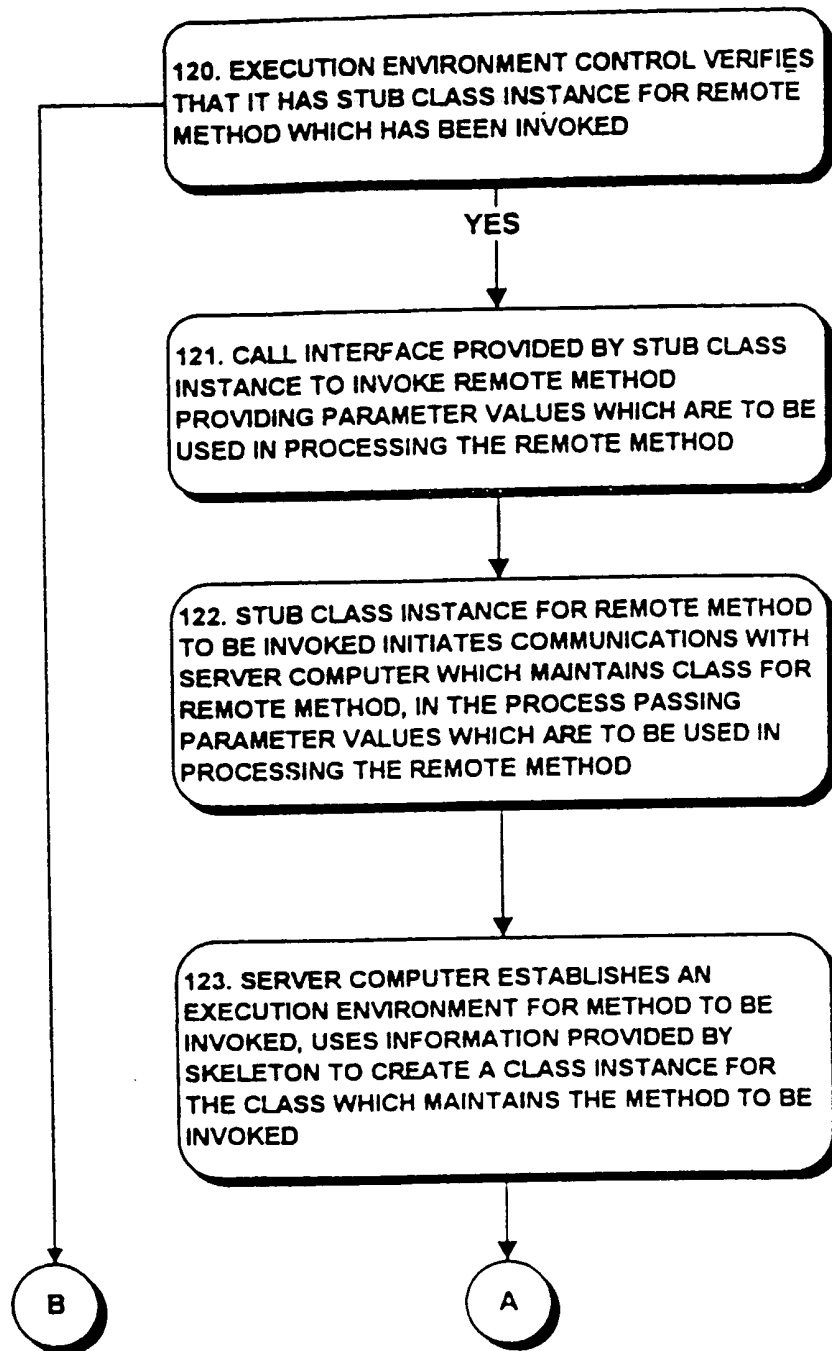 120. EXECUTION ENVIRONMENT CONTROL VERIFIES
THAT IT HAS STUB CLASS INSTANCE FOR REMOTE
METHOD WHICH HAS BEEN INVOKED
YES
121. CALL INTERFACE PROVIDED BY STUB CLASS
INSTANCE TO INVOKE REMOTE METHOD
PROVIDING PARAMETER VALUES WHICH ARE TO BE
USED IN PROCESSING THE REMOTE METHOD
122. STUB CLASS INSTANCE FOR REMOTE METHOD
TO BE INVOKED INITIATES COMMUNICATIONS WITH
SERVER COMPUTER WHICH MAINTAINS CLASS FOR
REMOTE METHOD, IN THE PROCESS PASSING
PARAMETER VALUES WHICH ARE TO BE USED IN
PROCESSING THE REMOTE METHOD
123. SERVER COMPUTER ESTABLISHES AN
EXECUTION ENVIRONMENT FOR METHOD TO BE
INVOKED, USES INFORMATION PROVIDED BY
SKELETON TO CREATE A CLASS INSTANCE FOR
THE CLASS WHICH MAINTAINS THE METHOD TO BE
INVOKED
B
A